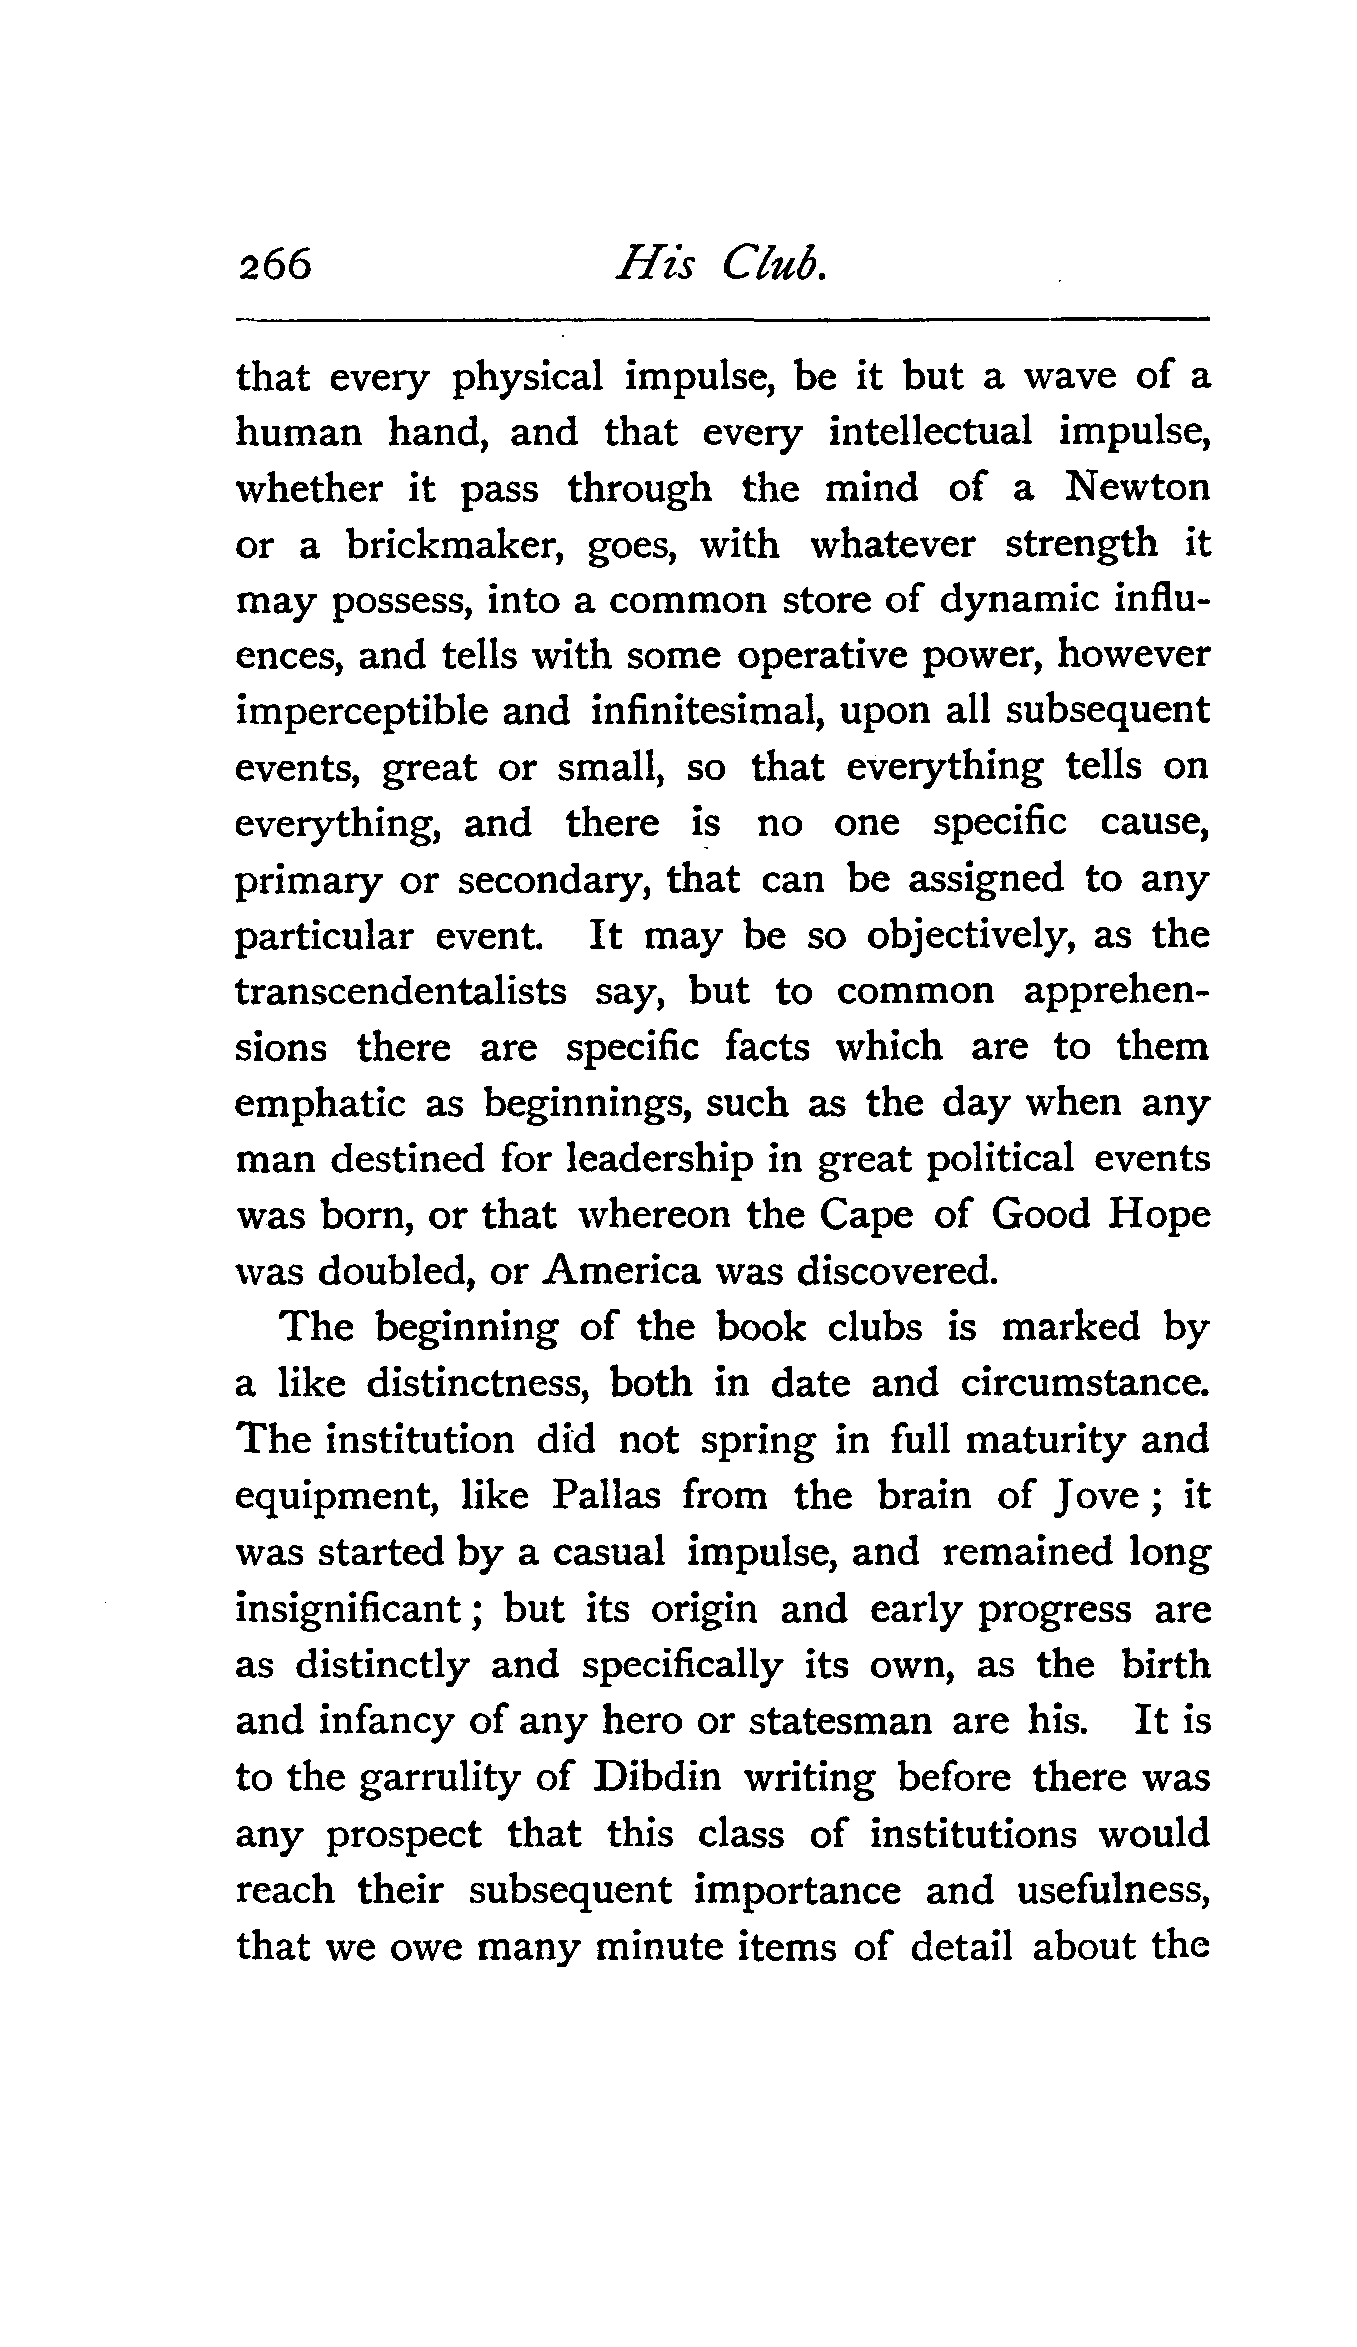 266 His Club.
that every physical impulse, be it but a wave of a
human hand, and that every intellectual impulse,
whether it pass through the mind of a Newton
or a brickmaker, goes, with whatever strength it
may possess, into a common store of dynamic influ-
ences, and tells with some operative power, however
imperceptible and infinitesimal, upon all subsequent
events, great or small, so that everything tells on
everything, and there is no one specific cause,
primary or secondary, that can be assigned to any
particular event. It may be so objectively, as the
transcendentalists say, but to common apprehen-
sions there are specific facts which are to them
emphatic as beginnings, such as the day when any
man destined for leadership in great political events
was born, or that whereon the Cape of Good Hope
was doubled, or America was discovered.
The beginning of the book clubs is marked by
a like distinctness, both in date and circumstance.
The institution did not spring in full maturity and
equipment, like Pallas from the brain of Jove ; it
was started by a casual impulse, and remained long
insignificant ; but its origin and early progress are
as distinctly and specifically its own, as the birth
and infancy of any hero or statesman are his. It is
to the garrulity of Dibdin writing before there was
any prospect that this class of institutions would
reach their subsequent importance and usefulness,
that we owe many minute items of detail about the